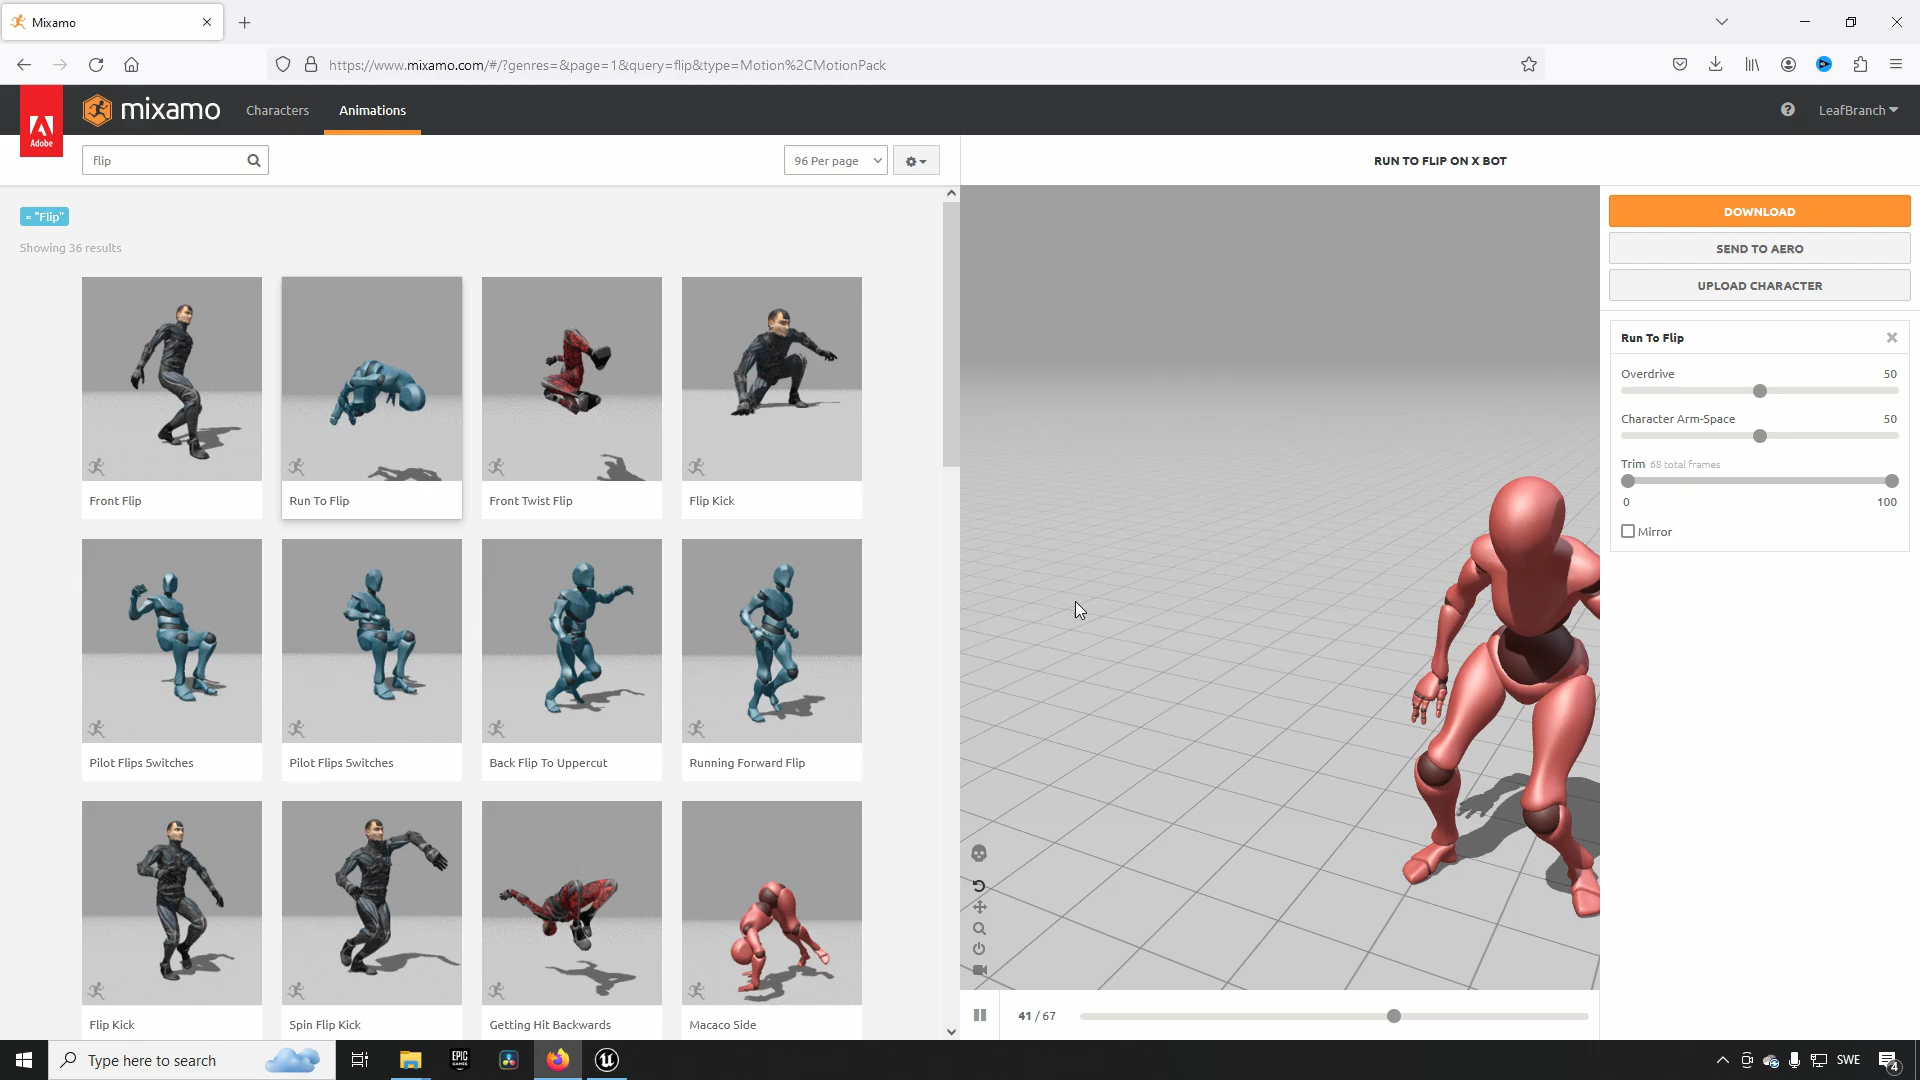 Mixamo
https://www.mixamo.com/#/?genres=&page=1&query=flip&type=Motion%2CMotionPack
Adobe
mixamo
Characters
Animations
LeafBranch
flip
96 Per page
RUN TO FLIP ON X BOT
× "Flip"
Showing 36 results
Front Flip
Run To Flip
Front Twist Flip
Flip Kick
Pilot Flips Switches
Pilot Flips Switches
Back Flip To Uppercut
Running Forward Flip
Flip Kick
Spin Flip Kick
Getting Hit Backwards
Macaco Side
DOWNLOAD
SEND TO AERO
UPLOAD CHARACTER
Run To Flip
Overdrive 50
Character Arm-Space 50
Trim 68 total frames
0 100
Mirror
41 / 67
Type here to search
EPIC
GAMES
SWE
4